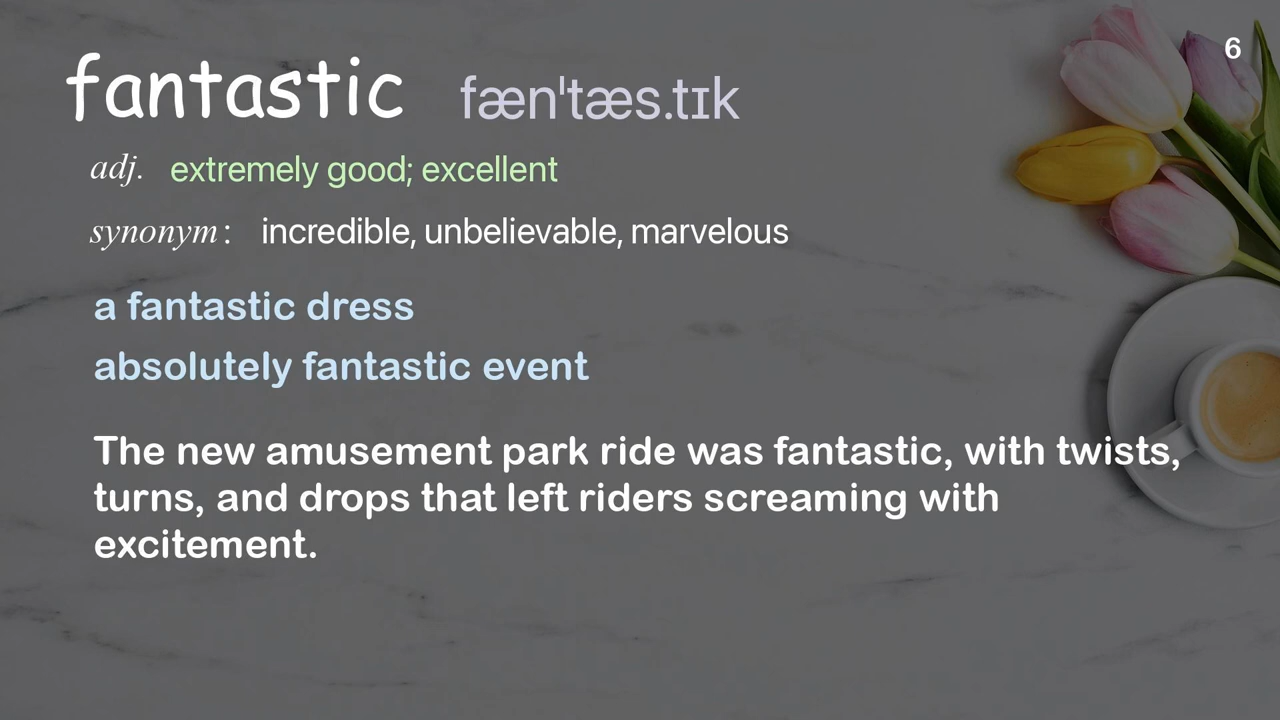 6
fantastic fæn'tæs.tɪk
adj. extremely good; excellent
synonym: incredible, unbelievable, marvelous
a fantastic dress
absolutely fantastic event
The new amusement park ride was fantastic, with twists,
turns, and drops that left riders screaming with
excitement.